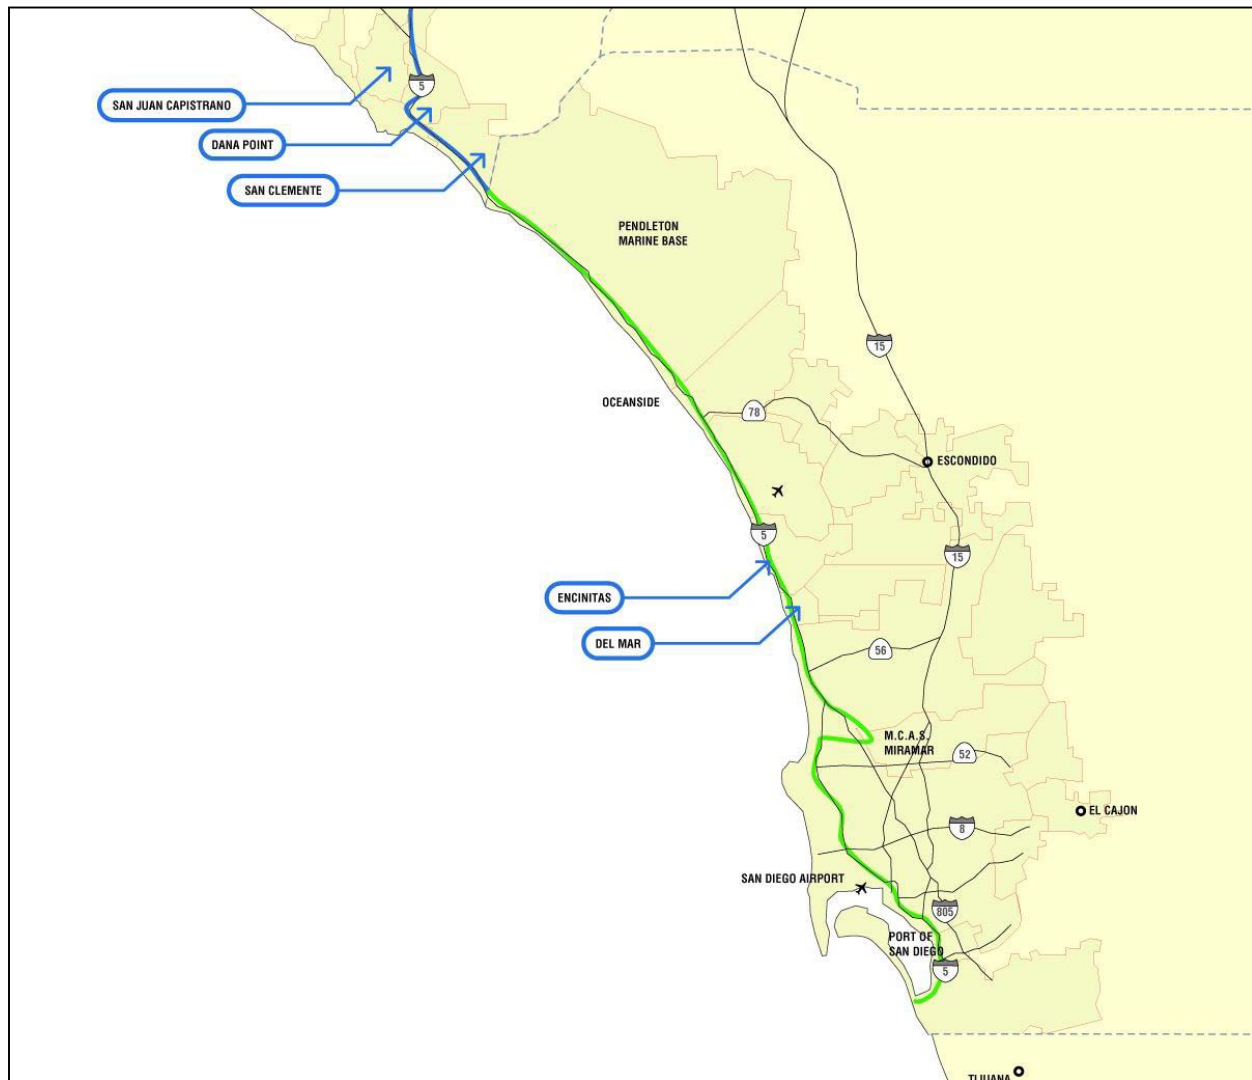 5
SAN JUAN CAPISTRANO
DANA POINT
SAN CLEMENTE
PENDLETON
MARINE BASE
15
OCEANSIDE
78
ESCONDIDO
5
15
ENCINITAS
DEL MAR
56
M.C.A.S.
MIRAMAR
52
EL CAJON
8
SAN DIEGO AIRPORT
805
PORT OF
SAN DIEGO
5
TIJUANA